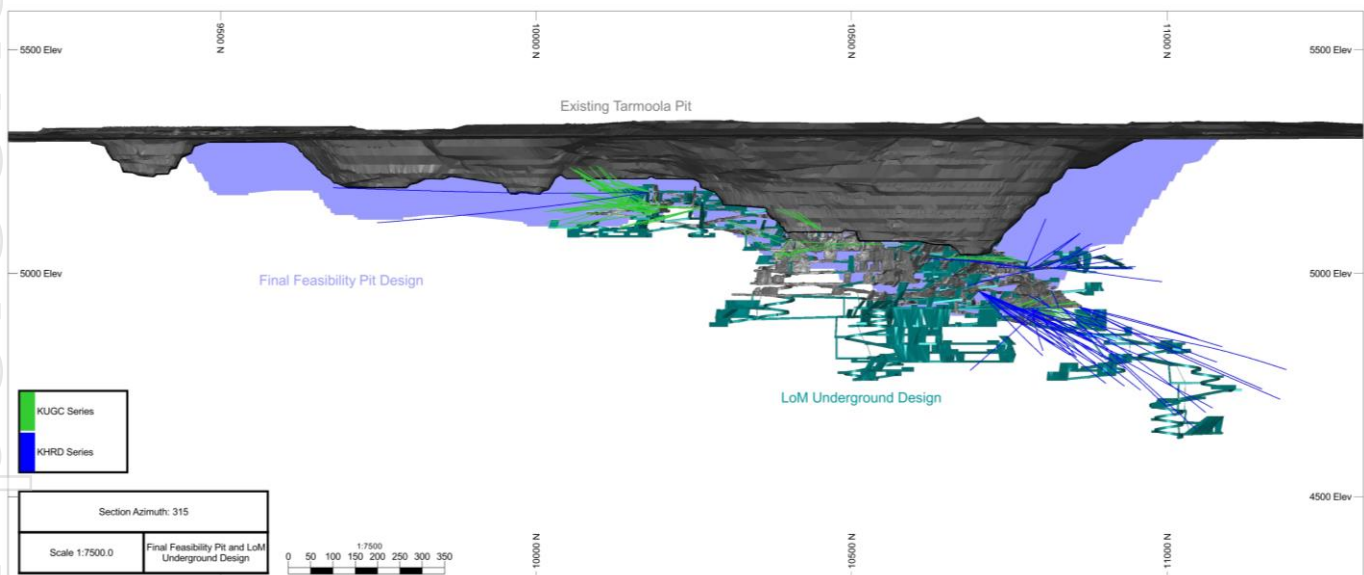 9500 N
10000 N
10500 N
11000 N
5500 Elev
5500 Elev
Existing Tarmoola Pit
5000 Elev
5000 Elev
Final Feasibility Pit Design
LoM Underground Design
KUGC Series
KHRD Series
4500 Elev
Section Azimuth: 315
Scale 1:7500.0
Final Feasibility Pit and LoM
Underground Design
1:7500
0 50 100 150 200 250 300 350
10000 N
10500 N
11000 N